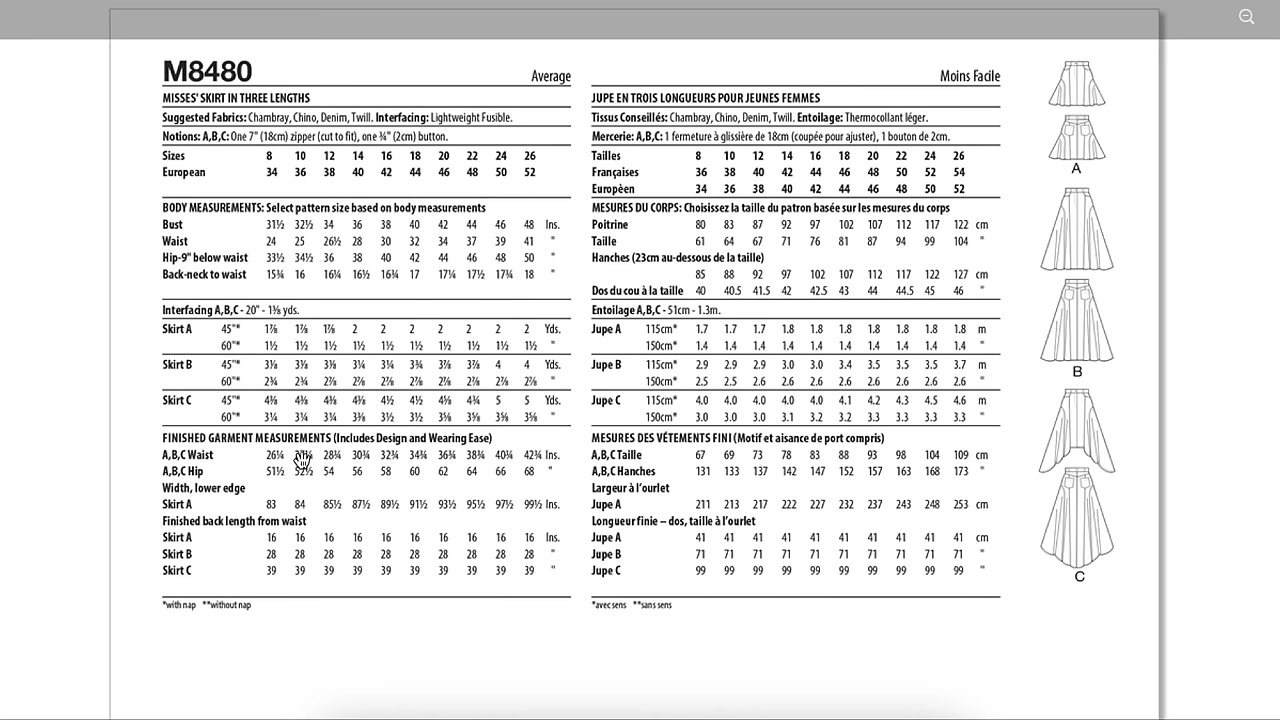 M8480 Average
MISSES' SKIRT IN THREE LENGTHS
Suggested Fabrics: Chambray, Chino, Denim, Twill. Interfacing: Lightweight Fusible.
Notions: A,B,C: One 7" (18cm) zipper (cut to fit), one ¾" (2cm) button.
Sizes 8 10 12 14 16 18 20 22 24 26
European 34 36 38 40 42 44 46 48 50 52
BODY MEASUREMENTS: Select pattern size based on body measurements
Bust 31½ 32½ 34 36 38 40 42 44 46 48 Ins.
Waist 24 25 26½ 28 30 32 34 37 39 41 "
Hip-9" below waist 33½ 34½ 36 38 40 42 44 46 48 50 "
Back-neck to waist 15¾ 16 16¼ 16½ 16¾ 17 17¼ 17½ 17¾ 18 "
Interfacing A,B,C - 20" - 1⅜ yds.
Skirt A 45"* 1⅞ 1⅞ 1⅞ 2 2 2 2 2 2 2 Yds.
60"* 1½ 1½ 1½ 1½ 1½ 1½ 1½ 1½ 1½ 1½ "
Skirt B 45"* 3⅛ 3⅛ 3⅛ 3¼ 3¼ 3¾ 3⅞ 3⅞ 4 4 Yds.
60"* 2¾ 2¾ 2⅞ 2⅞ 2⅞ 2⅞ 2⅞ 2⅞ 2⅞ 2⅞ "
Skirt C 45"* 4⅜ 4⅜ 4⅜ 4⅜ 4½ 4½ 4⅝ 4¾ 5 5 Yds.
60"* 3¼ 3¼ 3¼ 3⅜ 3½ 3½ 3⅝ 3⅝ 3⅝ 3⅝ "
FINISHED GARMENT MEASUREMENTS (Includes Design and Wearing Ease)
A,B,C Waist 26¼ 28¾ 30¾ 32¾ 34¾ 36¾ 38¾ 40¾ 42¾ Ins.
A,B,C Hip 51½ 52½ 54 56 58 60 62 64 66 68 "
Width, lower edge
Skirt A 83 84 85½ 87½ 89½ 91½ 93½ 95½ 97½ 99½ Ins.
Finished back length from waist
Skirt A 16 16 16 16 16 16 16 16 16 16 Ins.
Skirt B 28 28 28 28 28 28 28 28 28 28 "
Skirt C 39 39 39 39 39 39 39 39 39 39 "
*with nap **without nap
Moins Facile
JUPE EN TROIS LONGUEURS POUR JEUNES FEMMES
Tissus Conseillés: Chambray, Chino, Denim, Twill. Entoilage: Thermocollant léger.
Mercerie: A,B,C: 1 fermeture à glissière de 18cm (coupée pour ajuster), 1 bouton de 2cm.
Tailles 8 10 12 14 16 18 20 22 24 26
Françaises 36 38 40 42 44 46 48 50 52 54
Europèen 34 36 38 40 42 44 46 48 50 52
MESURES DU CORPS: Choisissez la taille du patron basée sur les mesures du corps
Poitrine 80 83 87 92 97 102 107 112 117 122 cm
Taille 61 64 67 71 76 81 87 94 99 104 "
Hanches (23cm au-dessous de la taille)
85 88 92 97 102 107 112 117 122 127 cm
Dos du cou à la taille 40 40.5 41.5 42 42.5 43 44 44.5 45 46 "
Entoilage A,B,C - 51cm - 1.3m.
Jupe A 115cm* 1.7 1.7 1.7 1.8 1.8 1.8 1.8 1.8 1.8 1.8 m
150cm* 1.4 1.4 1.4 1.4 1.4 1.4 1.4 1.4 1.4 1.4 "
Jupe B 115cm* 2.9 2.9 2.9 3.0 3.0 3.4 3.5 3.5 3.5 3.7 m
150cm* 2.5 2.5 2.6 2.6 2.6 2.6 2.6 2.6 2.6 2.6 "
Jupe C 115cm* 4.0 4.0 4.0 4.0 4.0 4.1 4.2 4.3 4.5 4.6 m
150cm* 3.0 3.0 3.0 3.1 3.2 3.2 3.3 3.3 3.3 3.3 "
MESURES DES VÉTEMENTS FINI (Motif et aisance de port compris)
A,B,C Taille 67 69 73 78 83 88 93 98 104 109 cm
A,B,C Hanches 131 133 137 142 147 152 157 163 168 173 "
Largeur à l'ourlet
Jupe A 211 213 217 222 227 232 237 243 248 253 cm
Longueur finie – dos, taille à l'ourlet
Jupe A 41 41 41 41 41 41 41 41 41 41 cm
Jupe B 71 71 71 71 71 71 71 71 71 71 "
Jupe C 99 99 99 99 99 99 99 99 99 99 "
*avec sens **sans sens
A
B
C